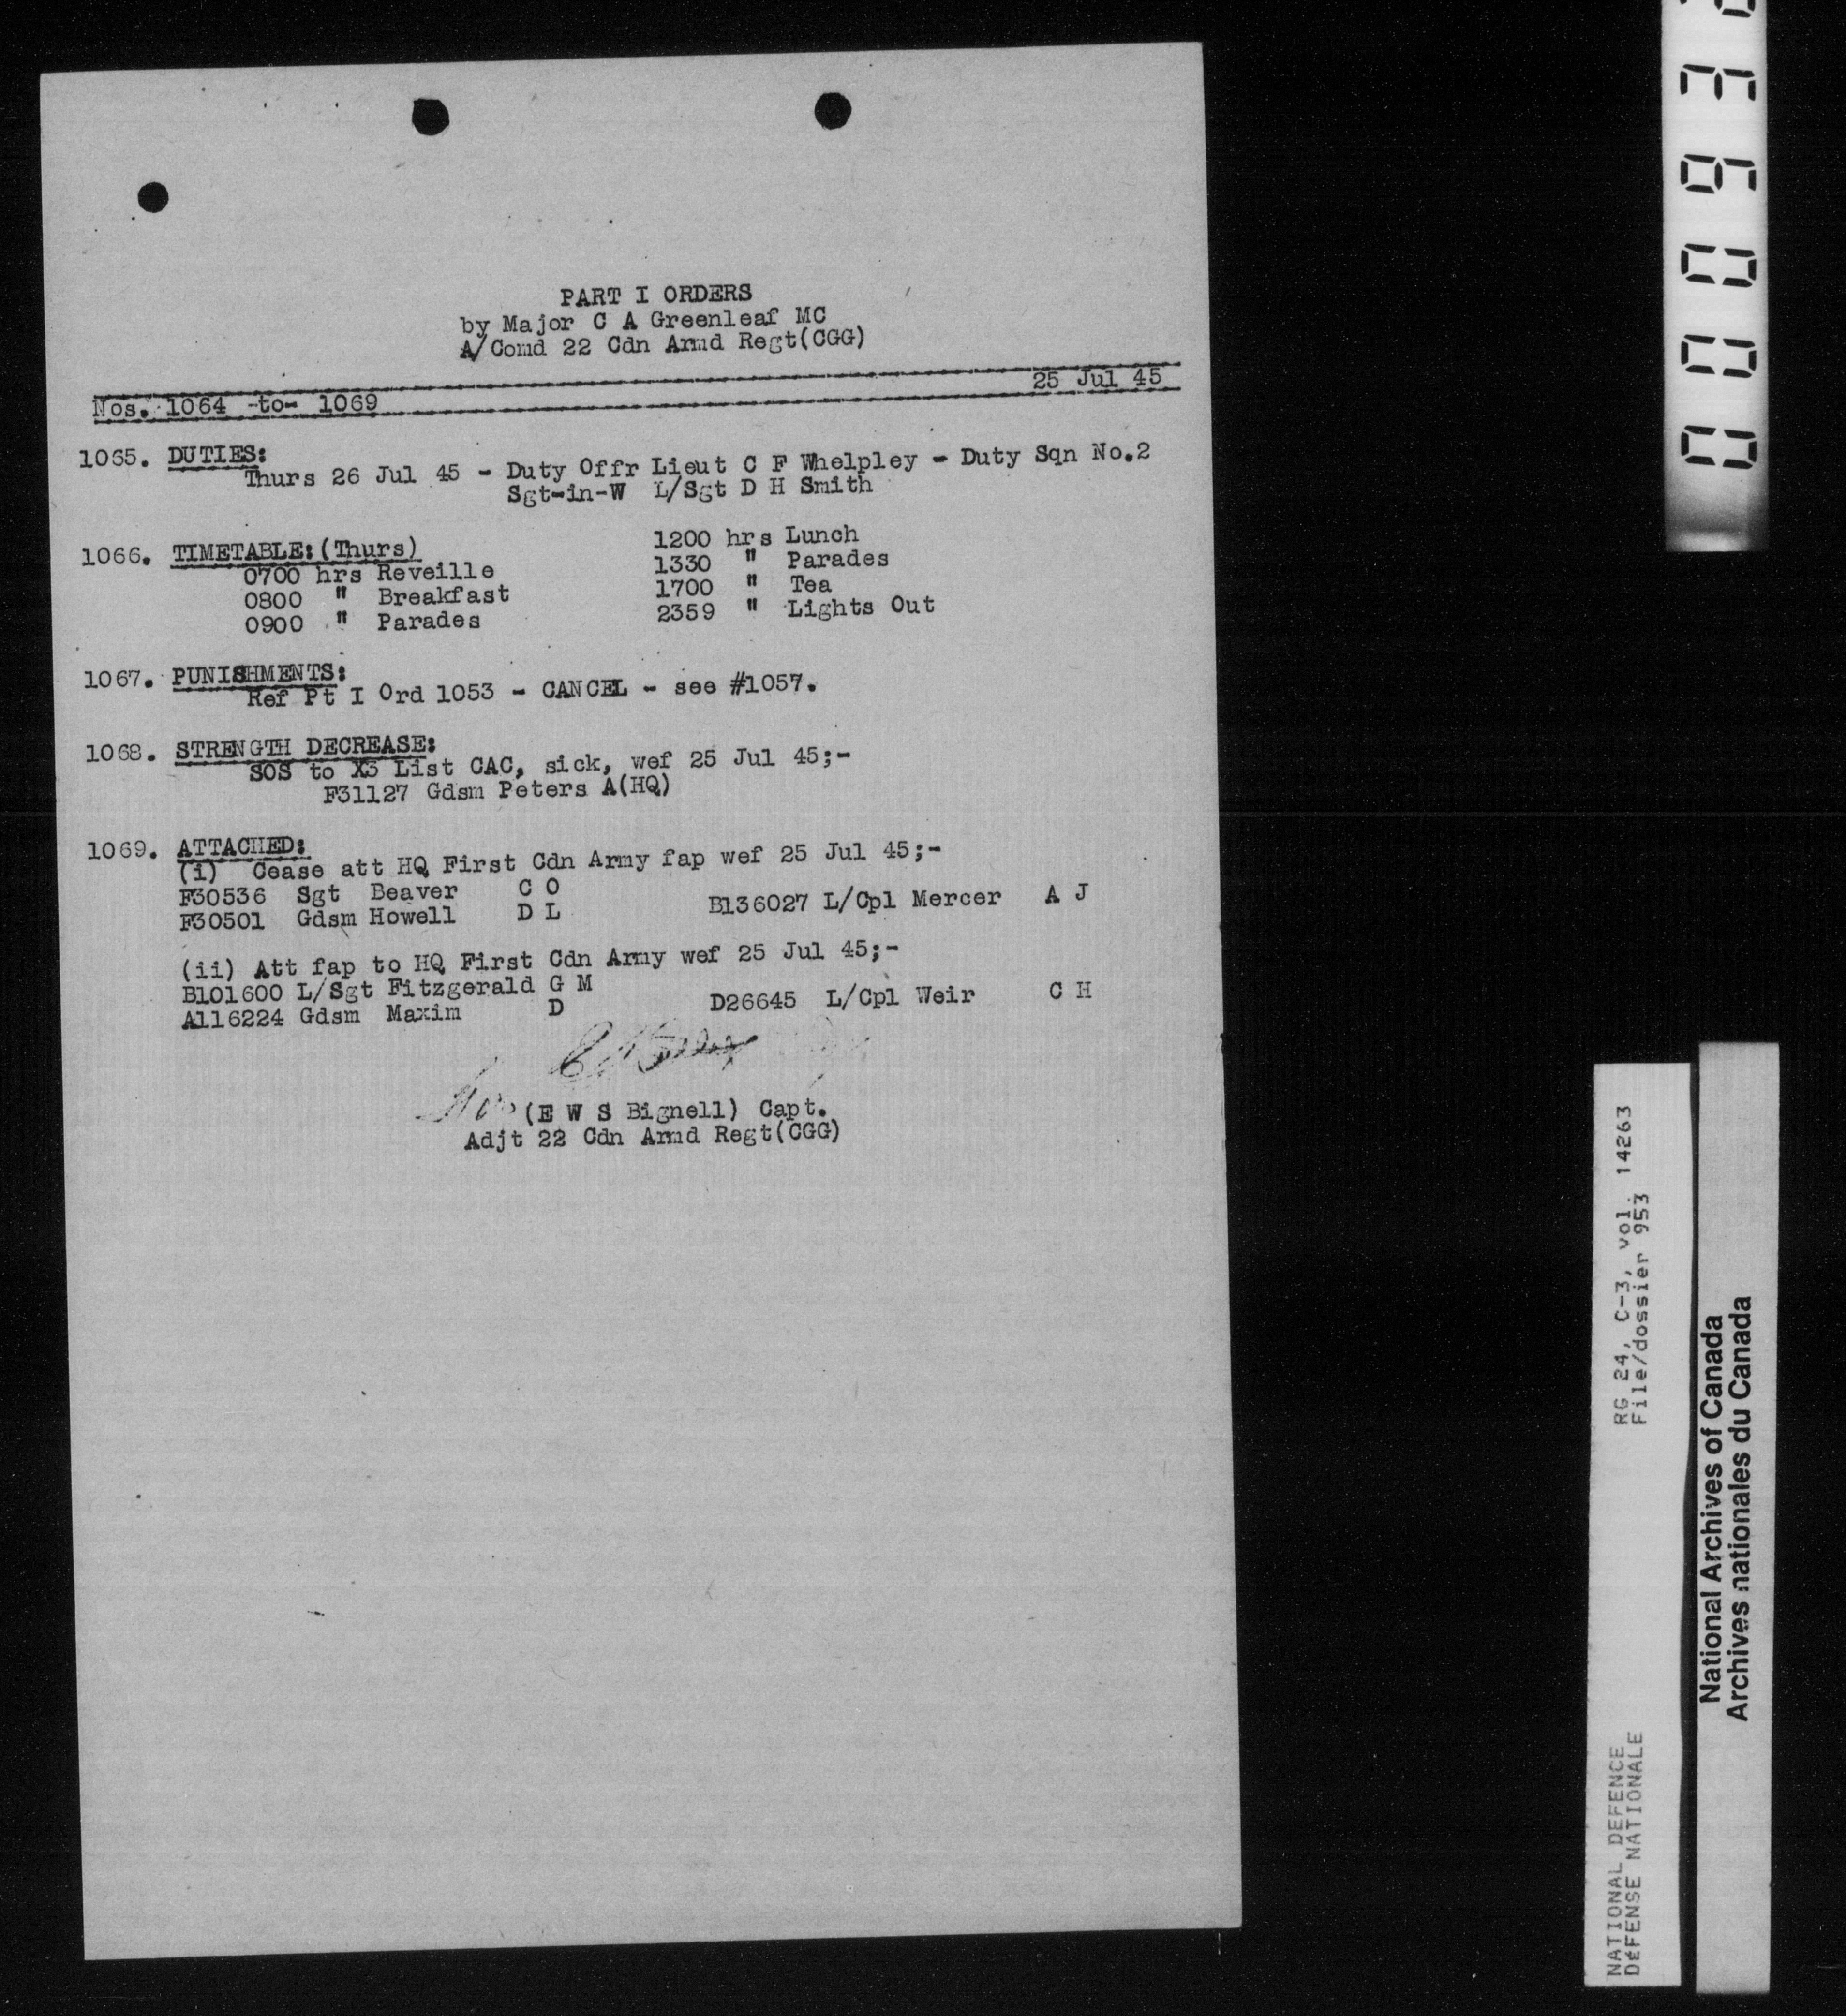 PART I ORDERS
by Major C A Greenleaf MC
A/Comd 22 Cdn Armd Regt(CGG)
25 Jul 45
Nos. 1064 -to- 1069
1065. DUTIES:
Thurs 26 Jul 45 - Duty Offr Lieut C F Whelpley - Duty Sqn No.2
Sgt-in-W L/Sgt D H Smith
1066. TIMETABLE:(Thurs)
0700 hrs Reveille
0800 " Breakfast
0900 " Parades
1200 hrs Lunch
1330 " Parades
1700 " Tea
2359 " Lights Out
1067. PUNISHMENTS:
Ref Pt I Ord 1053 - CANCEL - see #1057.
1068. STRENGTH DECREASE:
SOS to X3 List CAC, sick, wef 25 Jul 45;-
F31127 Gdsm Peters A(HQ)
1069. ATTACHED:
(i) Cease att HQ First Cdn Army fap wef 25 Jul 45;-
F30536 Sgt Beaver C O
F30501 Gdsm Howell D L B136027 L/Cpl Mercer A J
(ii) Att fap to HQ First Cdn Army wef 25 Jul 45;-
B101600 L/Sgt Fitzgerald G M
A116224 Gdsm Maxim D D26645 L/Cpl Weir C H
(E W S Bignell) Capt.
Adjt 22 Cdn Armd Regt(CGG)
RG 24, C-3, vol. 14263
File/dossier 953
NATIONAL DEFENCE
DéFENSE NATIONALE
National Archives of Canada
Archives nationales du Canada